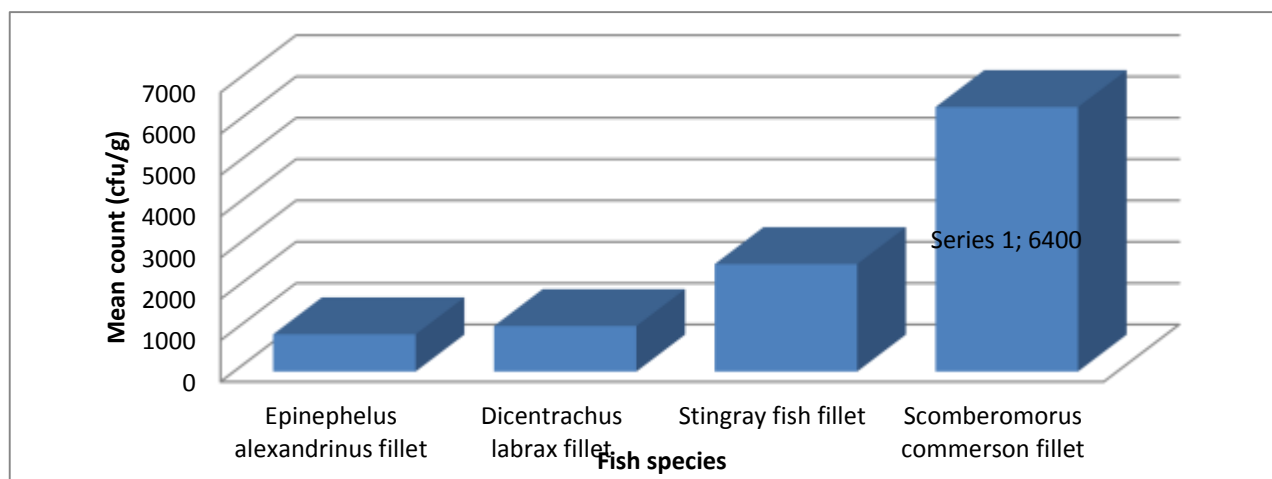 7000
6000
5000
4000
3000
2000
1000
0
Mean count (cfu/g)
Series 1; 6400
Epinephelus
alexandrinus fillet
Dicentrachus
labrax fillet
Stingray fish fillet
Scomberomorus
commerson fillet
Fish species